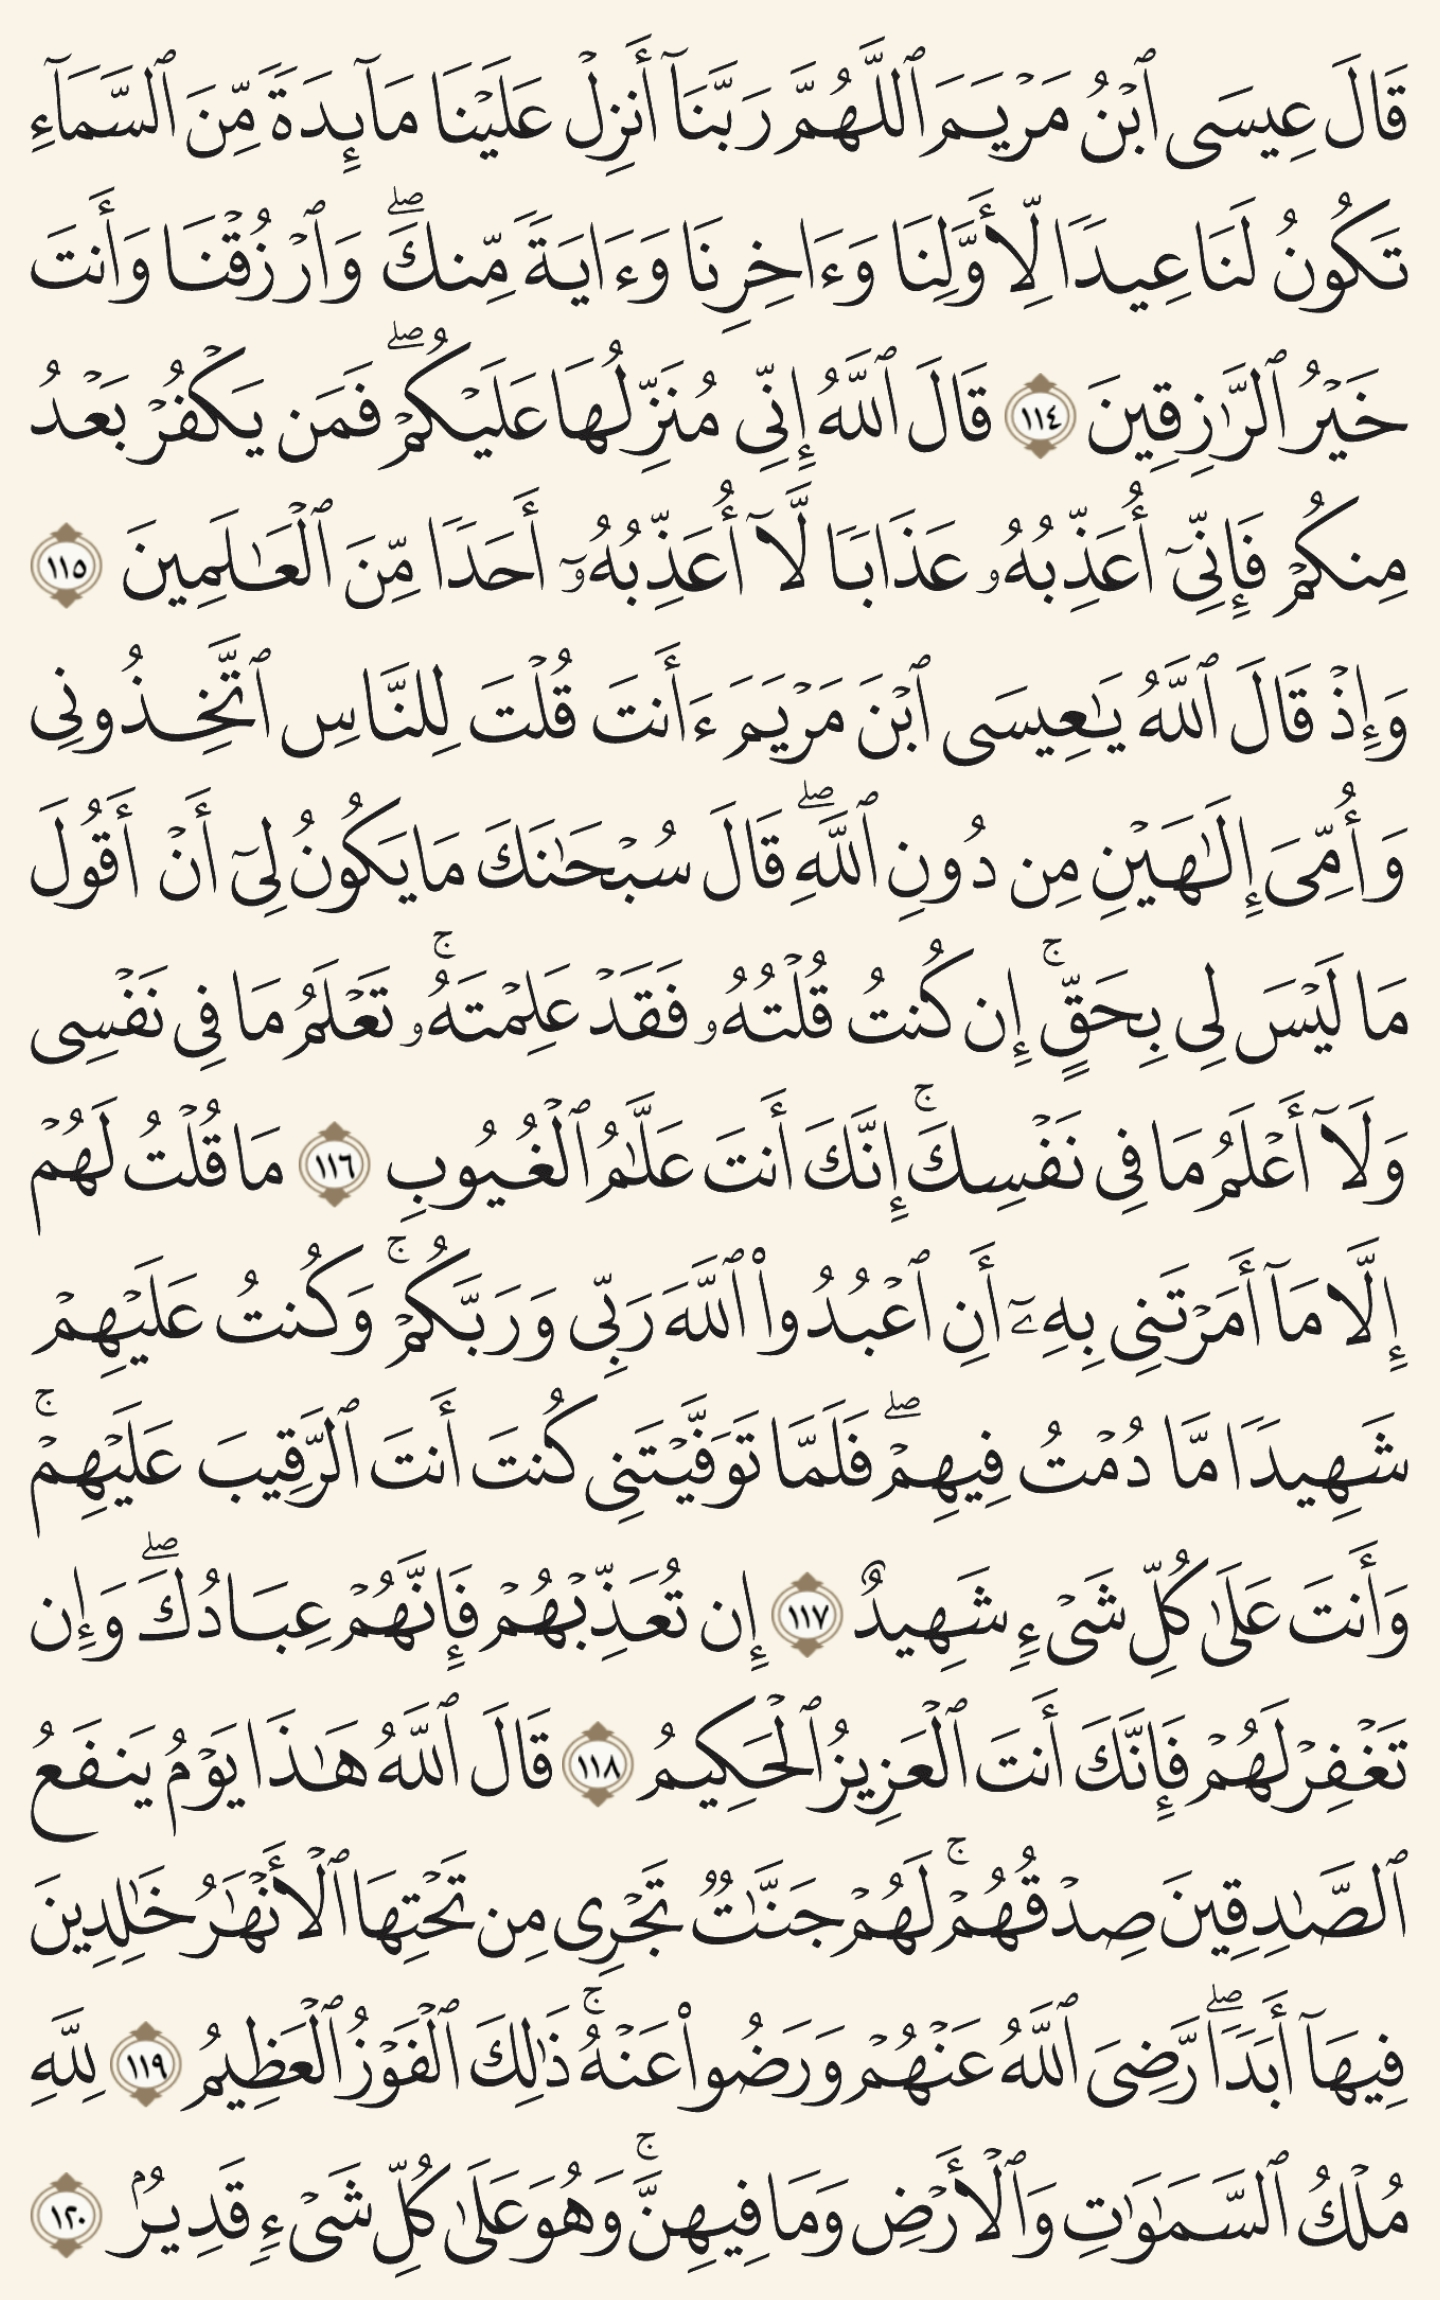 قَالَ عِيسَى ٱبْنُ مَرْيَمَ ٱللَّهُمَّ رَبَّنَآ أَنزِلْ عَلَيْنَا مَآئِدَةً مِّنَ ٱلسَّمَآءِ
تَكُونُ لَنَا عِيدًا لِّأَوَّلِنَا وَءَاخِرِنَا وَءَايَةً مِّنكَ ۖ وَٱرْزُقْنَا وَأَنتَ
خَيْرُ ٱلرَّٰزِقِينَ ١١٤ قَالَ ٱللَّهُ إِنِّى مُنَزِّلُهَا عَلَيْكُمْ ۖ فَمَن يَكْفُرْ بَعْدُ
مِنكُمْ فَإِنِّىٓ أُعَذِّبُهُۥ عَذَابًا لَّآ أُعَذِّبُهُۥٓ أَحَدًا مِّنَ ٱلْعَٰلَمِينَ ١١٥
وَإِذْ قَالَ ٱللَّهُ يَٰعِيسَى ٱبْنَ مَرْيَمَ ءَأَنتَ قُلْتَ لِلنَّاسِ ٱتَّخِذُونِى
وَأُمِّىَ إِلَٰهَيْنِ مِن دُونِ ٱللَّهِ ۖ قَالَ سُبْحَٰنَكَ مَا يَكُونُ لِىٓ أَنْ أَقُولَ
مَا لَيْسَ لِى بِحَقٍّ ۚ إِن كُنتُ قُلْتُهُۥ فَقَدْ عَلِمْتَهُۥ ۚ تَعْلَمُ مَا فِى نَفْسِى
وَلَآ أَعْلَمُ مَا فِى نَفْسِكَ ۚ إِنَّكَ أَنتَ عَلَّٰمُ ٱلْغُيُوبِ ١١٦ مَا قُلْتُ لَهُمْ
إِلَّا مَآ أَمَرْتَنِى بِهِۦٓ أَنِ ٱعْبُدُوا۟ ٱللَّهَ رَبِّى وَرَبَّكُمْ ۚ وَكُنتُ عَلَيْهِمْ
شَهِيدًا مَّا دُمْتُ فِيهِمْ ۖ فَلَمَّا تَوَفَّيْتَنِى كُنتَ أَنتَ ٱلرَّقِيبَ عَلَيْهِمْ ۚ
وَأَنتَ عَلَىٰ كُلِّ شَىْءٍ شَهِيدٌ ١١٧ إِن تُعَذِّبْهُمْ فَإِنَّهُمْ عِبَادُكَ ۖ وَإِن
تَغْفِرْ لَهُمْ فَإِنَّكَ أَنتَ ٱلْعَزِيزُ ٱلْحَكِيمُ ١١٨ قَالَ ٱللَّهُ هَٰذَا يَوْمُ يَنفَعُ
ٱلصَّٰدِقِينَ صِدْقُهُمْ ۚ لَهُمْ جَنَّٰتٌ تَجْرِى مِن تَحْتِهَا ٱلْأَنْهَٰرُ خَٰلِدِينَ
فِيهَآ أَبَدًا ۖ رَّضِىَ ٱللَّهُ عَنْهُمْ وَرَضُوا۟ عَنْهُ ۚ ذَٰلِكَ ٱلْفَوْزُ ٱلْعَظِيمُ ١١٩ لِلَّهِ
مُلْكُ ٱلسَّمَٰوَٰتِ وَٱلْأَرْضِ وَمَا فِيهِنَّ ۚ وَهُوَ عَلَىٰ كُلِّ شَىْءٍ قَدِيرٌۢ ١٢٠